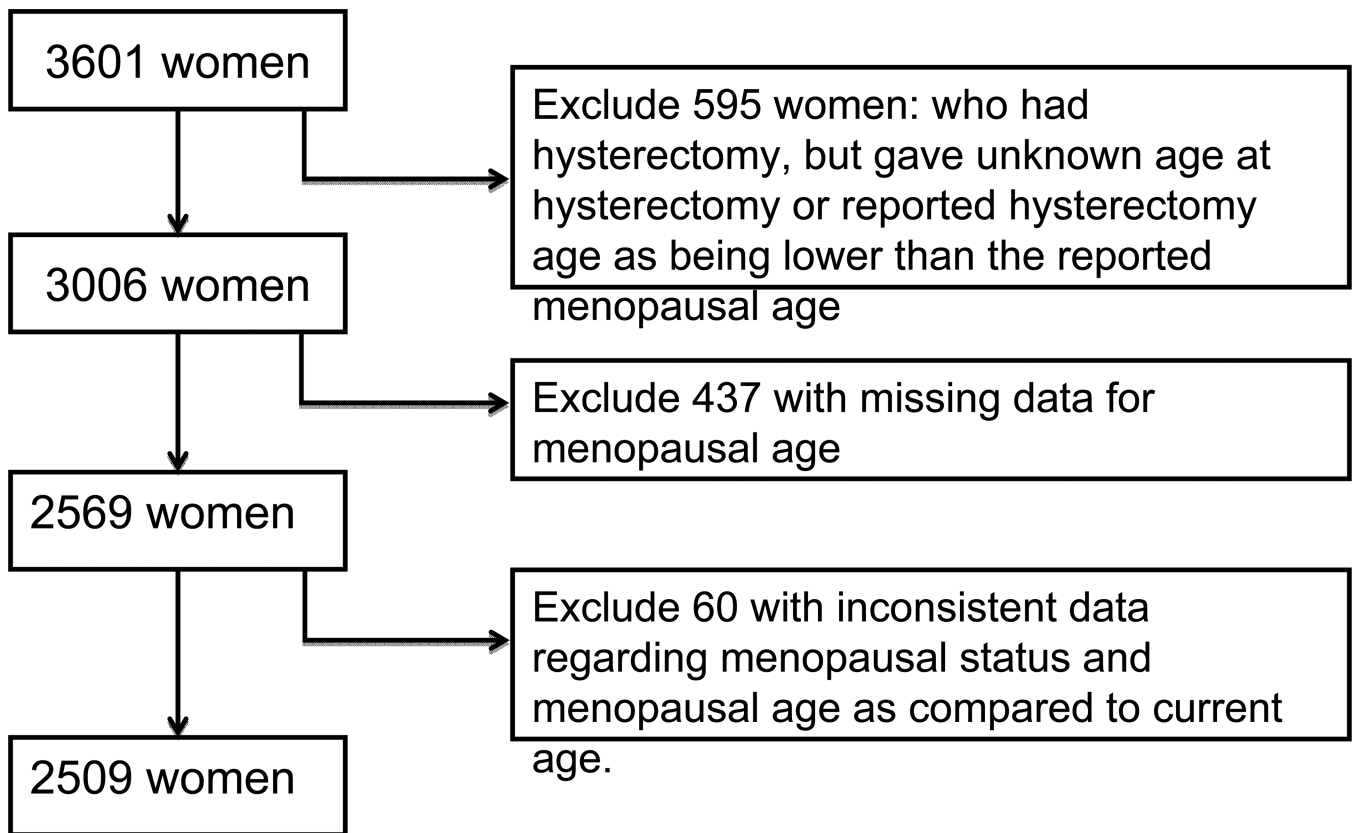 3601 women
Exclude 595 women: who had
hysterectomy, but gave unknown age at
hysterectomy or reported hysterectomy
age as being lower than the reported
menopausal age
3006 women
Exclude 437 with missing data for
menopausal age
2569 women
Exclude 60 with inconsistent data
regarding menopausal status and
menopausal age as compared to current
age.
2509 women